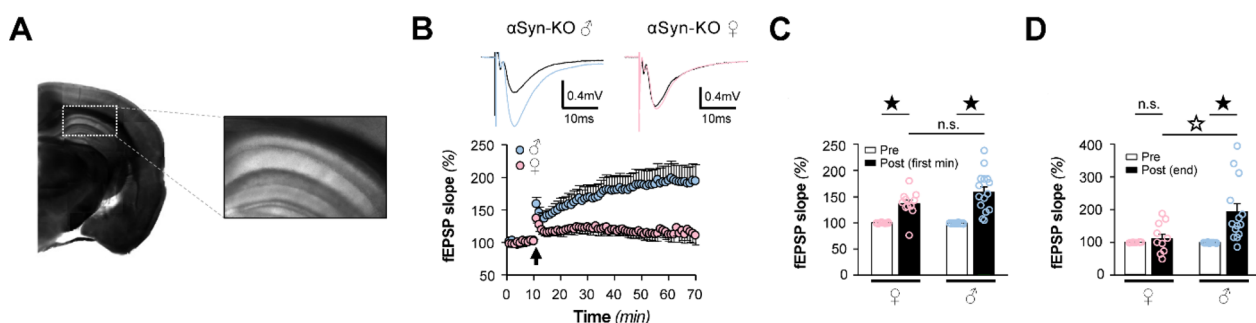 A
B
αSyn-KO ♂
αSyn-KO ♀
0.4mV
10ms
0.4mV
10ms
♂
♀
fEPSP slope (%)
250
200
150
100
50
0 10 20 30 40 50 60 70
Time (min)
C
★ ★
n.s.
Pre
Post (first min)
fEPSP slope (%)
250
200
150
100
50
0
♀ ♂
D
n.s. ★
☆
Pre
Post (end)
fEPSP slope (%)
400
300
200
100
0
♀ ♂